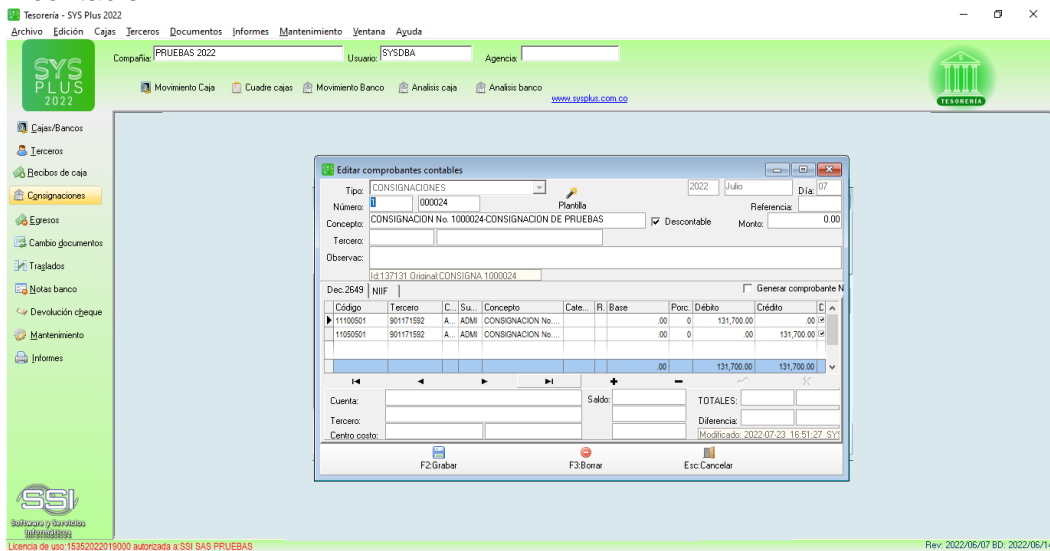 Tesorería - SYS Plus 2022
Archivo Edición Cajas Terceros Documentos Informes Mantenimiento Ventana Ayuda
SYS PLUS 2022
Compañia: PRUEBAS 2022 Usuario: SYSDBA Agencia:
Movimiento Caja Cuadre cajas Movimiento Banco Analisis caja Analisis banco
www.sysplus.com.co
TESORERÍA
Cajas/Bancos
Terceros
Recibos de caja
Consignaciones
Egresos
Cambio documentos
Traslados
Notas banco
Devolución cheque
Mantenimiento
Informes
Editar comprobantes contables
Tipo: CONSIGNACIONES 2022 Julio Día: 07
Número: 1 000024 Plantilla Referencia:
Concepto: CONSIGNACION No. 1000024-CONSIGNACION DE PRUEBAS Descontable Monto: 0.00
Tercero:
Observac:
Id:137131 Original:CONSIGNA 1000024
Dec.2649 NIIF Generar comprobante N
Código Tercero C... Su... Concepto Cate... R. Base Porc. Débito Crédito D
11100501 901171592 A... ADMI CONSIGNACION No.... .00 0 131,700.00 .00
11050501 901171592 A... ADMI CONSIGNACION No.... .00 0 .00 131,700.00
.00 131,700.00 131,700.00
Cuenta: Saldo: TOTALES:
Tercero: Diferencia:
Centro costo: Modificado: 2022-07-23 16:51:27 SYS
F2:Grabar F3:Borrar Esc:Cancelar
SSI
Software y Servicios
Informáticos
Licencia de uso:15352022019000 autorizada a:SSI SAS PRUEBAS Rev: 2022/06/07 BD: 2022/06/14